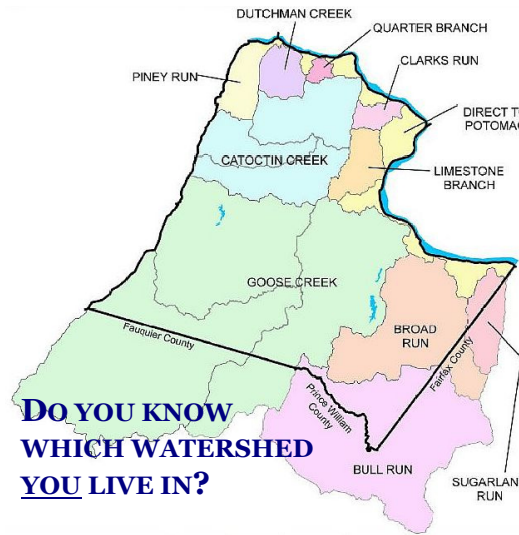 DUTCHMAN CREEK
QUARTER BRANCH
CLARKS RUN
PINEY RUN
DIRECT T
POTOMAC
CATOCTIN CREEK
LIMESTONE
BRANCH
GOOSE CREEK
BROAD
RUN
Fauquier County
Fairfax County
Prince William
County
DO YOU KNOW
WHICH WATERSHED
YOU LIVE IN?
BULL RUN
SUGARLAN
RUN